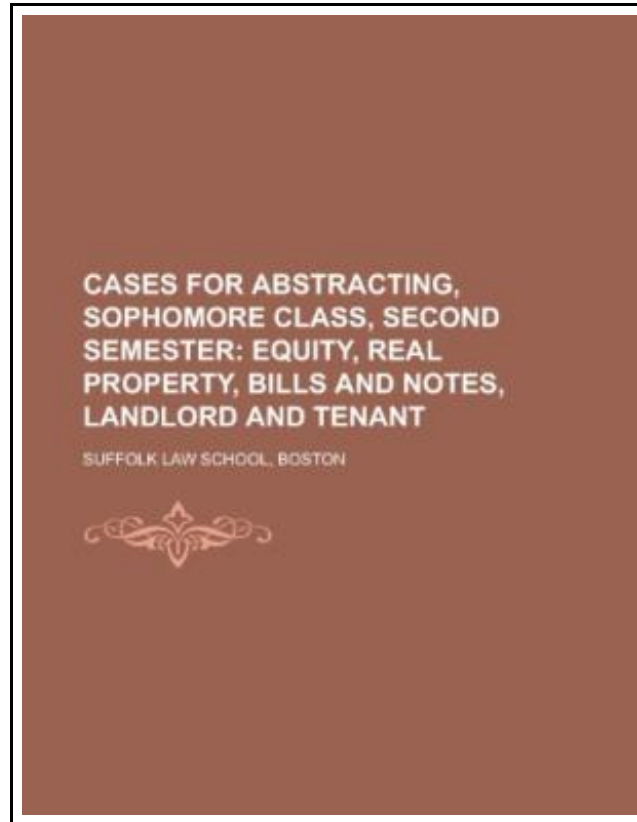 CASES FOR ABSTRACTING,
SOPHOMORE CLASS, SECOND
SEMESTER: EQUITY, REAL
PROPERTY, BILLS AND NOTES,
LANDLORD AND TENANT
SUFFOLK LAW SCHOOL, BOSTON